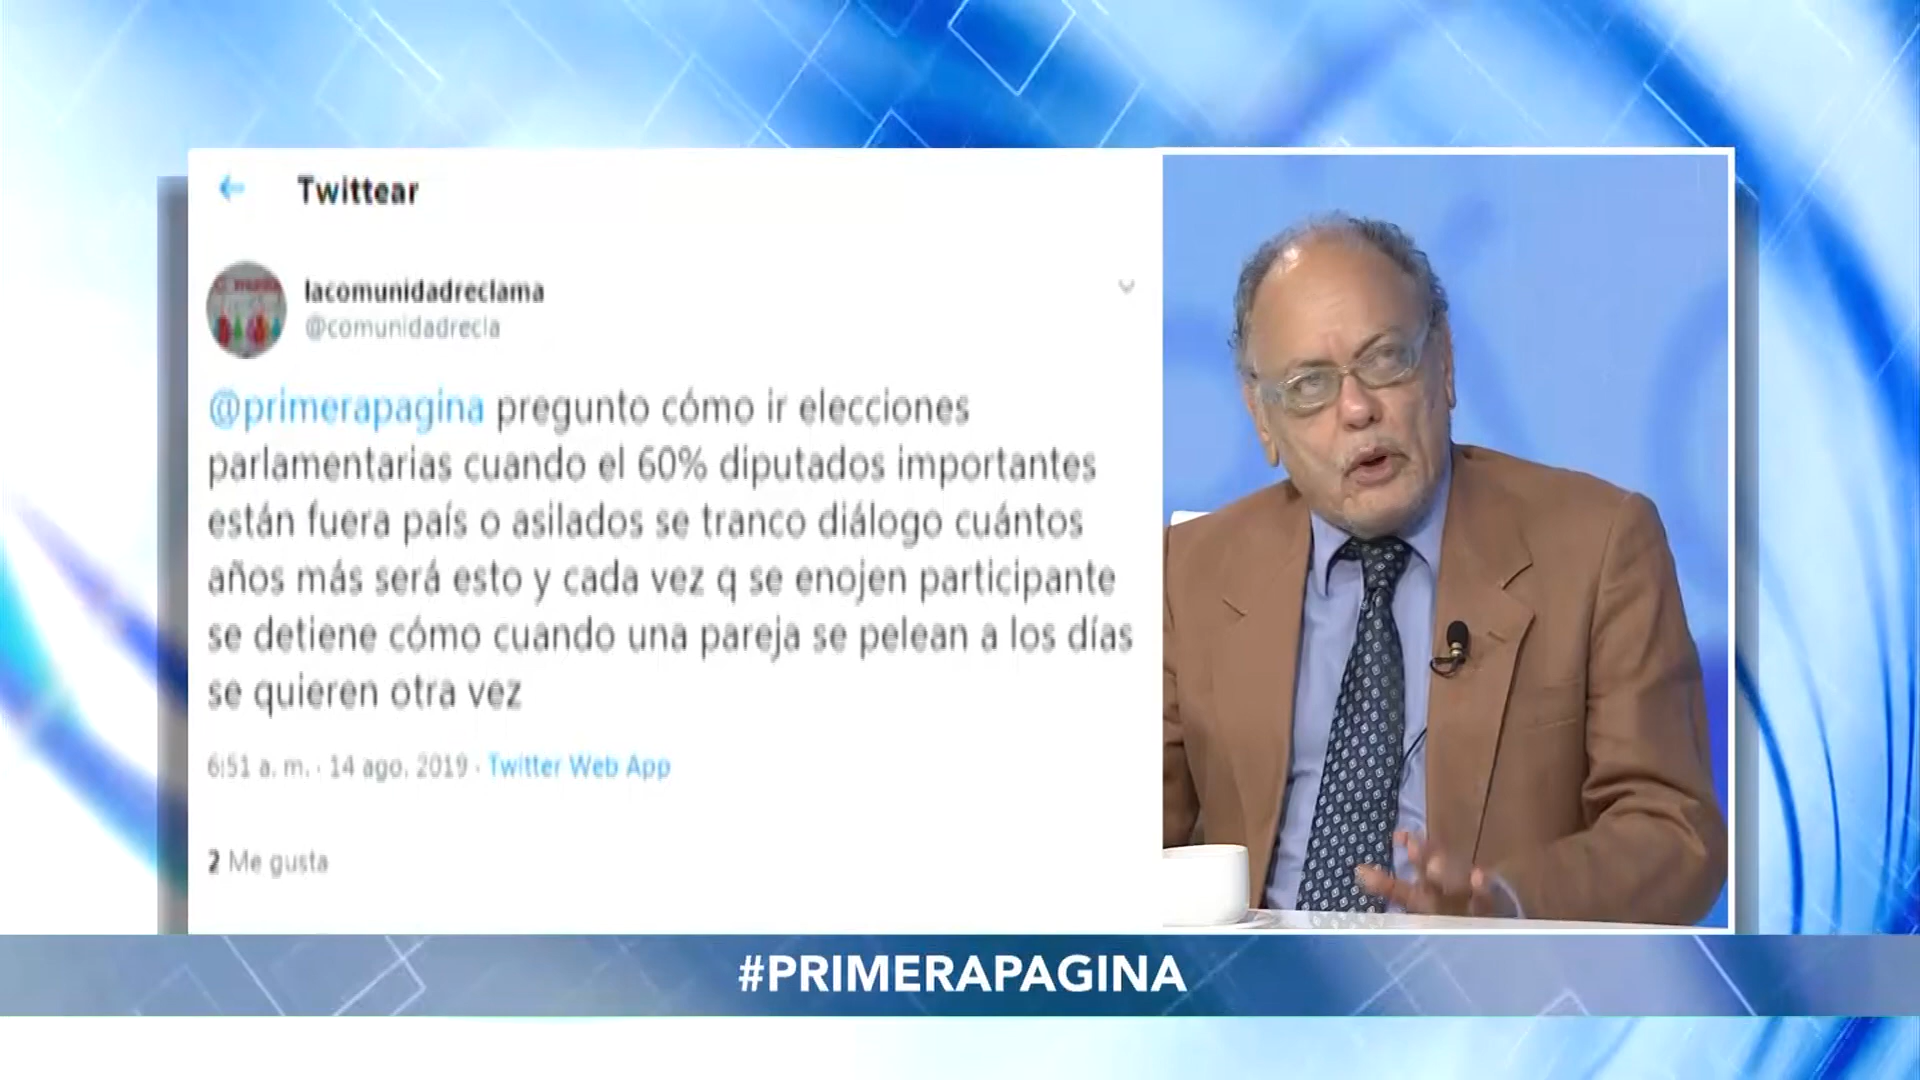 Twittear
lacomunidadreclama
@comunidadrecla
@primerapagina pregunto cómo ir elecciones
parlamentarias cuando el 60% diputados importantes
están fuera país o asilados se tranco diálogo cuántos
años más será esto y cada vez q se enojen participante
se detiene cómo cuando una pareja se pelean a los días
se quieren otra vez
6:51 a. m. · 14 ago. 2019 · Twitter Web App
2 Me gusta
#PRIMERAPAGINA